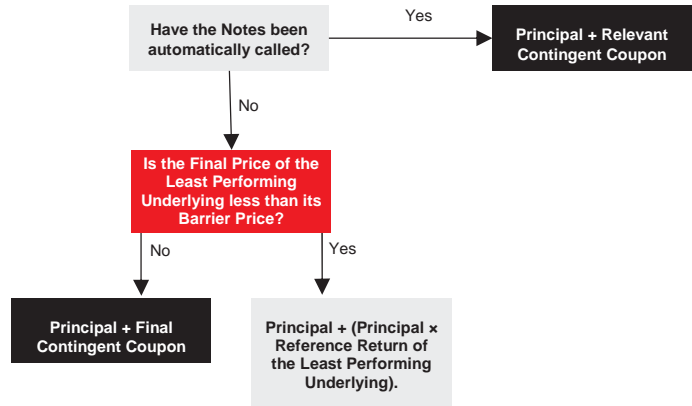 Have the Notes been
automatically called?
Yes
Principal + Relevant
Contingent Coupon
No
Is the Final Price of the
Least Performing
Underlying less than its
Barrier Price?
No
Yes
Principal + Final
Contingent Coupon
Principal + (Principal ×
Reference Return of
the Least Performing
Underlying).